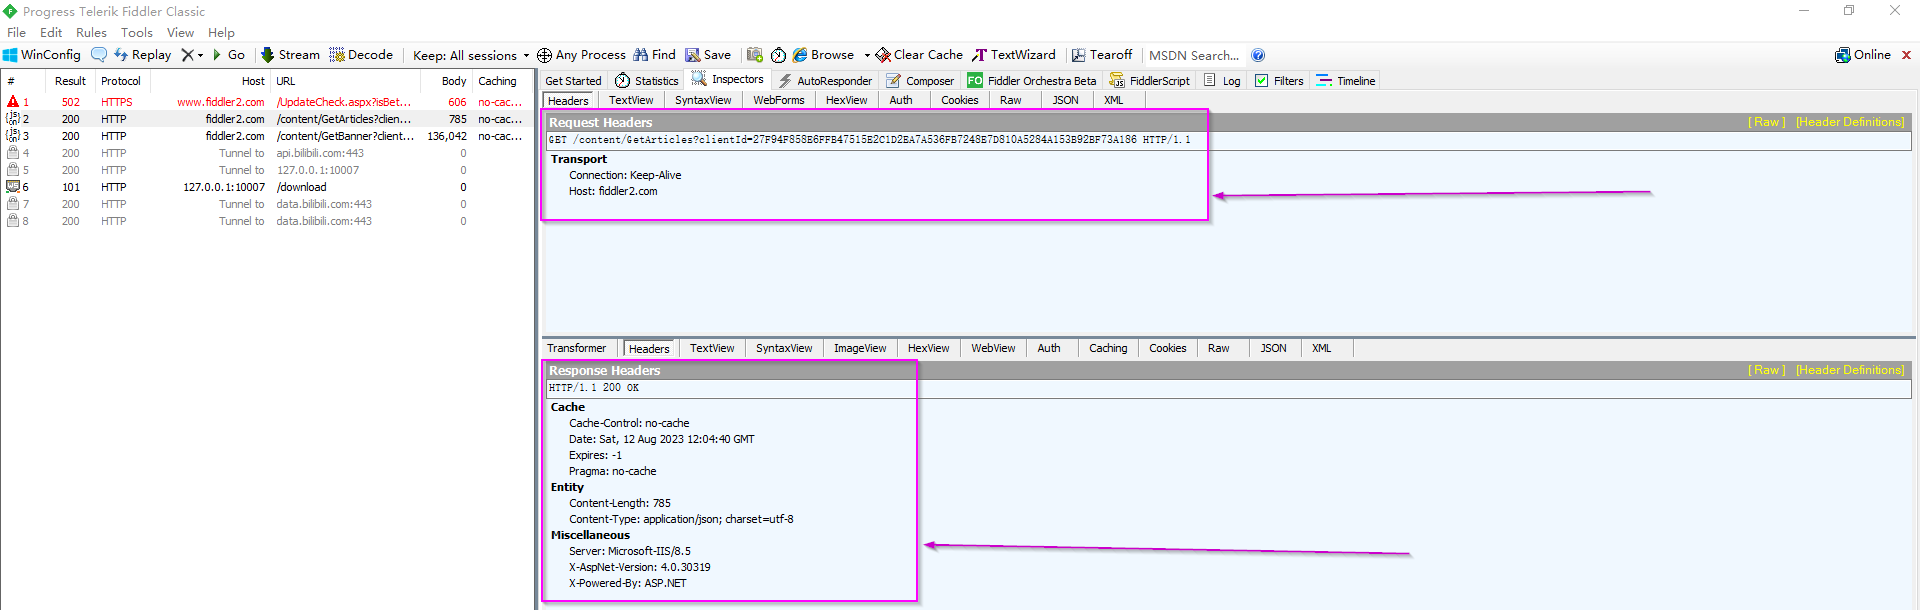 Progress Telerik Fiddler Classic
File Edit Rules Tools View Help
WinConfig Replay Go Stream Decode Keep: All sessions Any Process Find Save Browse Clear Cache TextWizard Tearoff MSDN Search... Online
# Result Protocol Host URL Body Caching
1 502 HTTPS www.fiddler2.com /UpdateCheck.aspx?isBet... 606 no-cac...
2 200 HTTP fiddler2.com /content/GetArticles?clien... 785 no-cac...
3 200 HTTP fiddler2.com /content/GetBanner?client... 136,042 no-cac...
4 200 HTTP Tunnel to api.bilibili.com:443 0
5 200 HTTP Tunnel to 127.0.0.1:10007 0
6 101 HTTP 127.0.0.1:10007 /download 0
7 200 HTTP Tunnel to data.bilibili.com:443 0
8 200 HTTP Tunnel to data.bilibili.com:443 0
Get Started Statistics Inspectors AutoResponder Composer FO Fiddler Orchestra Beta FiddlerScript Log Filters Timeline
Headers TextView SyntaxView WebForms HexView Auth Cookies Raw JSON XML
Request Headers [ Raw ] [Header Definitions]
GET /content/GetArticles?clientId=27F94F858E6FFB47515E2C1D2EA7A536FB7248E7D810A5284A153B92BF73A186 HTTP/1.1
Transport
Connection: Keep-Alive
Host: fiddler2.com
Transformer Headers TextView SyntaxView ImageView HexView WebView Auth Caching Cookies Raw JSON XML
Response Headers [ Raw ] [Header Definitions]
HTTP/1.1 200 OK
Cache
Cache-Control: no-cache
Date: Sat, 12 Aug 2023 12:04:40 GMT
Expires: -1
Pragma: no-cache
Entity
Content-Length: 785
Content-Type: application/json; charset=utf-8
Miscellaneous
Server: Microsoft-IIS/8.5
X-AspNet-Version: 4.0.30319
X-Powered-By: ASP.NET